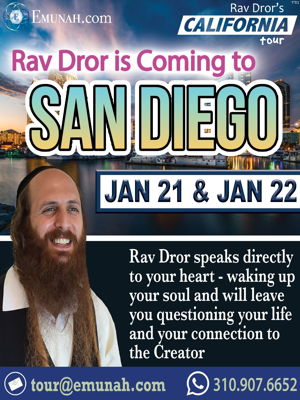 EMUNAH.com
Rav Dror's
CALIFORNIA
tour
Rav Dror is Coming to
SAN DIEGO
JAN 21 & JAN 22
Rav Dror speaks directly
to your heart - waking up
your soul and will leave
you questioning your life
and your connection to
the Creator
tour@emunah.com
310.907.6652